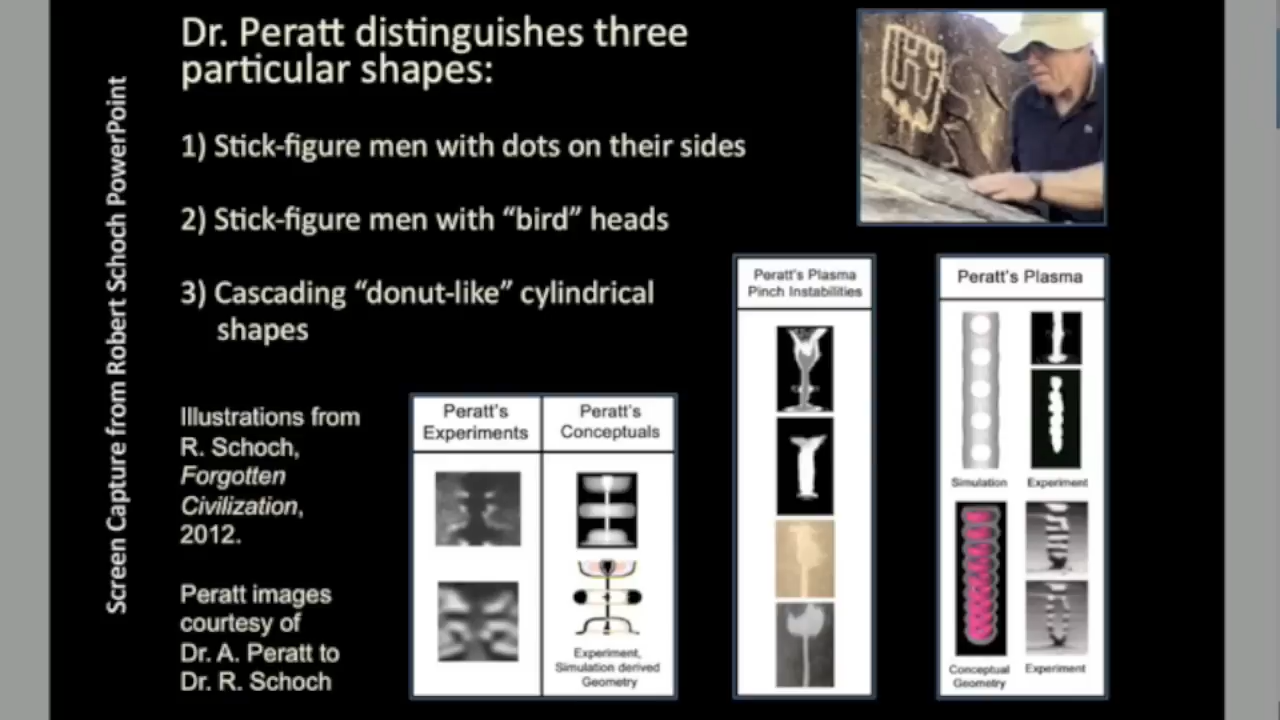 Dr. Peratt distinguishes three
particular shapes:
1) Stick-figure men with dots on their sides
2) Stick-figure men with “bird” heads
3) Cascading “donut-like” cylindrical
shapes
Illustrations from
R. Schoch,
Forgotten
Civilization,
2012.
Peratt images
courtesy of
Dr. A. Peratt to
Dr. R. Schoch
Screen Capture from Robert Schoch PowerPoint
Peratt’s
Experiments
Peratt’s
Conceptuals
Experiment,
Simulation derived
Geometry
Peratt’s Plasma
Pinch Instabilities
Peratt’s Plasma
Simulation
Experiment
Conceptual
Geometry
Experiment